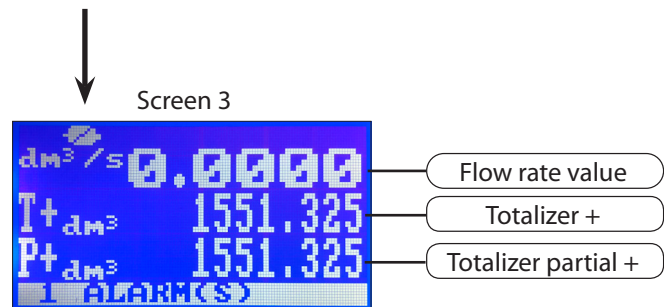 Screen 3
dm³/s 0.0000
Flow rate value
T+ dm³ 1551.325
Totalizer +
P+ dm³ 1551.325
Totalizer partial +
1 ALARM(S)